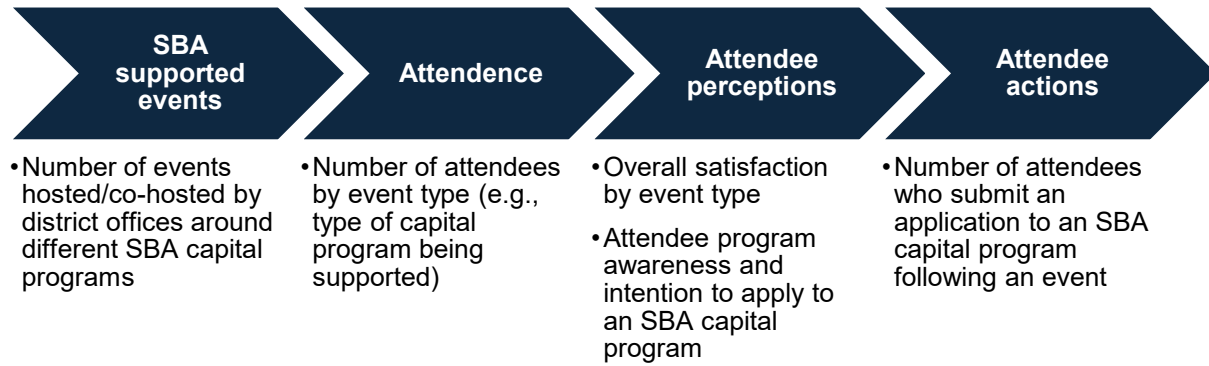 SBA
supported
events
•Number of events
hosted/co-hosted by
district offices around
different SBA capital
programs
Attendence
•Number of attendees
by event type (e.g.,
type of capital
program being
supported)
Attendee
perceptions
•Overall satisfaction
by event type
•Attendee program
awareness and
intention to apply to
an SBA capital
program
Attendee
actions
•Number of attendees
who submit an
application to an SBA
capital program
following an event